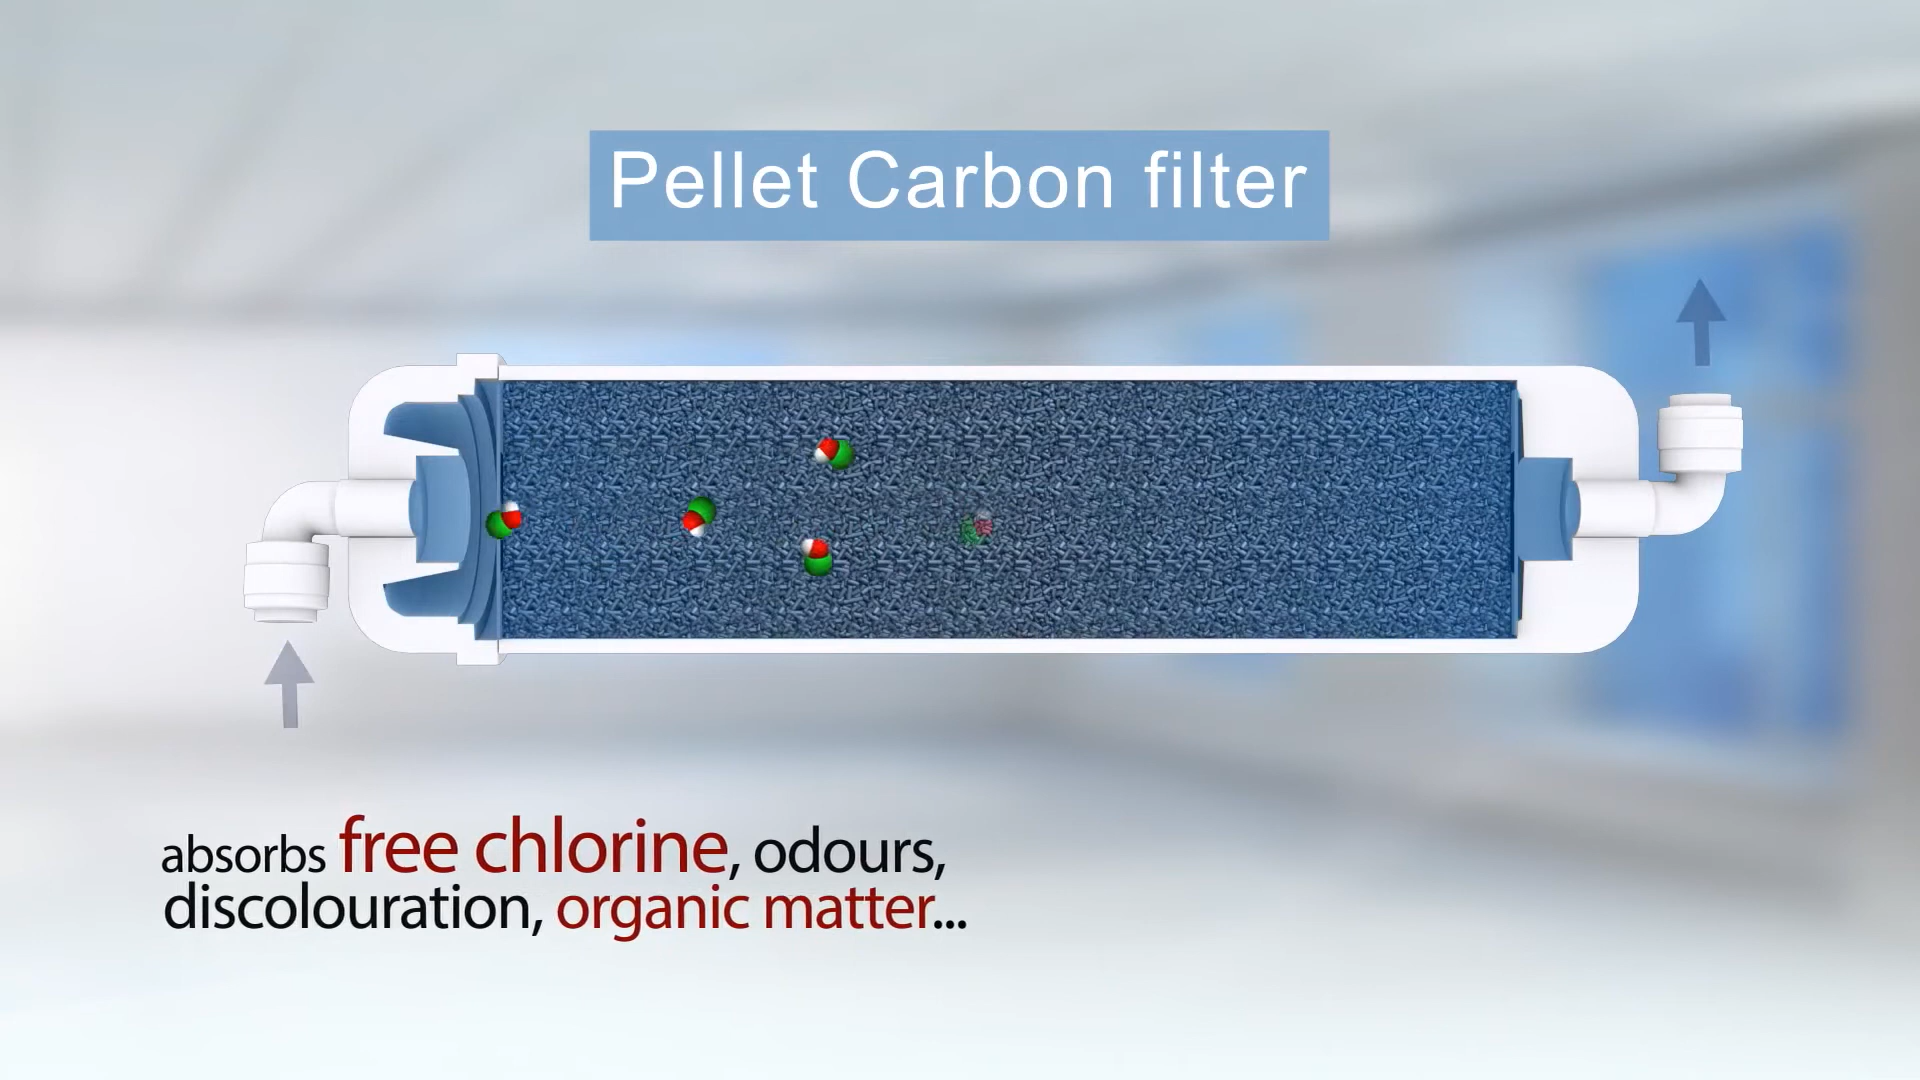 Pellet Carbon filter
absorbs free chlorine, odours,
discolouration, organic matter...